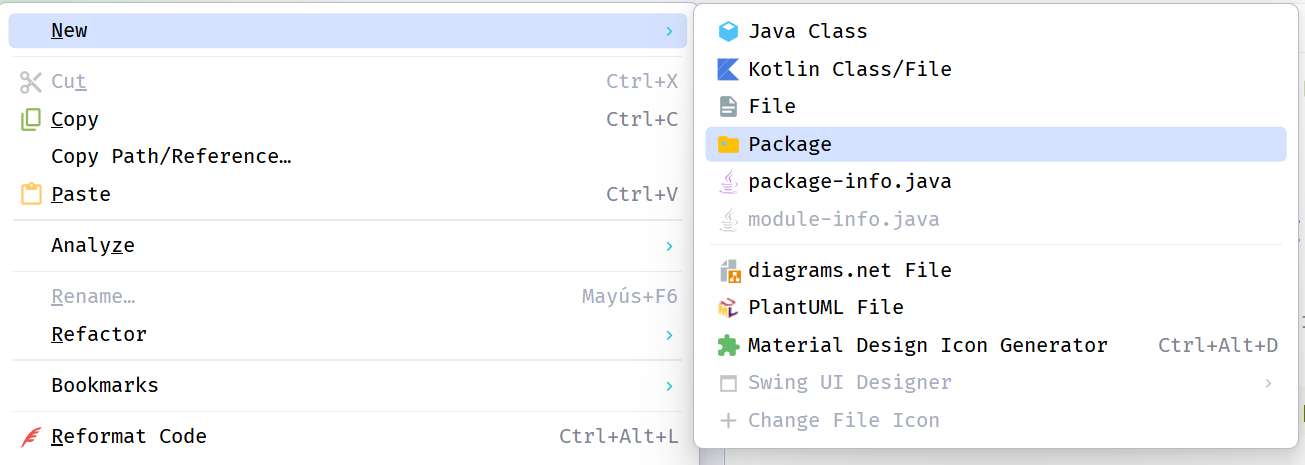 New
Cut Ctrl+X
Copy Ctrl+C
Copy Path/Reference…
Paste Ctrl+V
Analyze
Rename… Mayús+F6
Refactor
Bookmarks
Reformat Code Ctrl+Alt+L
Java Class
Kotlin Class/File
File
Package
package-info.java
module-info.java
diagrams.net File
PlantUML File
Material Design Icon Generator Ctrl+Alt+D
Swing UI Designer
Change File Icon